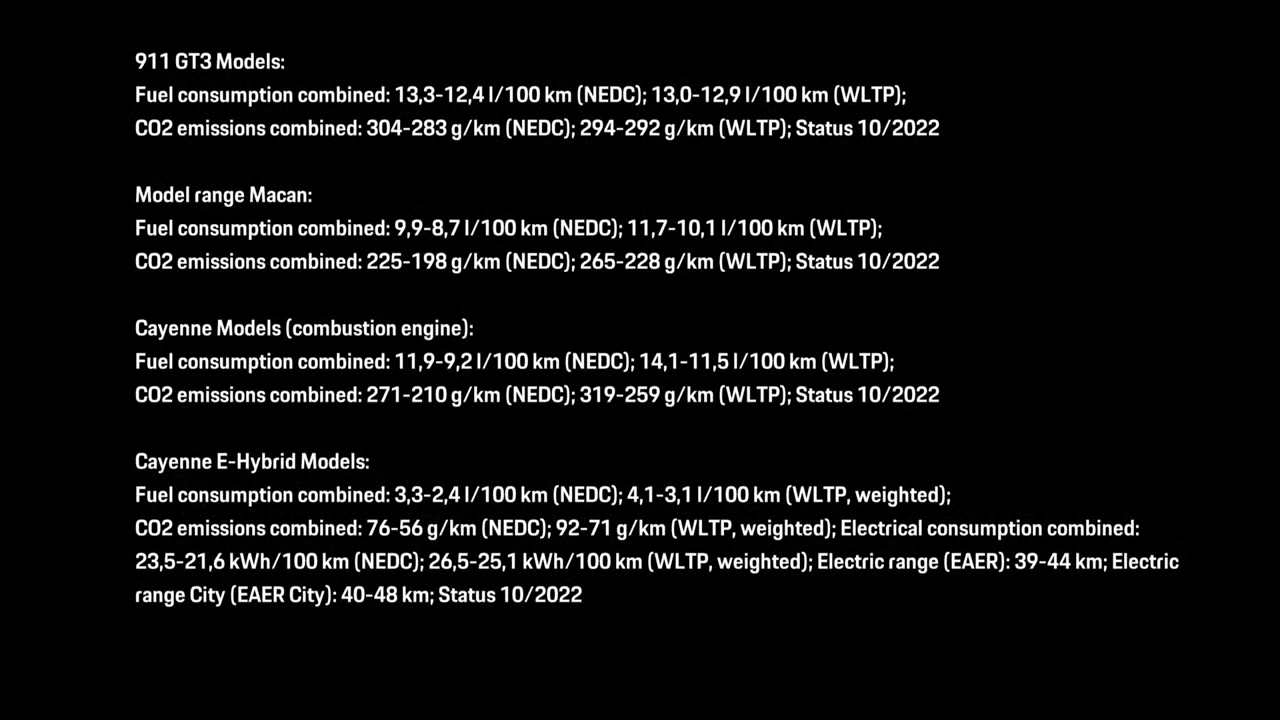 911 GT3 Models:
Fuel consumption combined: 13,3-12,4 l/100 km (NEDC); 13,0-12,9 l/100 km (WLTP);
CO2 emissions combined: 304-283 g/km (NEDC); 294-292 g/km (WLTP); Status 10/2022
Model range Macan:
Fuel consumption combined: 9,9-8,7 l/100 km (NEDC); 11,7-10,1 l/100 km (WLTP);
CO2 emissions combined: 225-198 g/km (NEDC); 265-228 g/km (WLTP); Status 10/2022
Cayenne Models (combustion engine):
Fuel consumption combined: 11,9-9,2 l/100 km (NEDC); 14,1-11,5 l/100 km (WLTP);
CO2 emissions combined: 271-210 g/km (NEDC); 319-259 g/km (WLTP); Status 10/2022
Cayenne E-Hybrid Models:
Fuel consumption combined: 3,3-2,4 l/100 km (NEDC); 4,1-3,1 l/100 km (WLTP, weighted);
CO2 emissions combined: 76-56 g/km (NEDC); 92-71 g/km (WLTP, weighted); Electrical consumption combined:
23,5-21,6 kWh/100 km (NEDC); 26,5-25,1 kWh/100 km (WLTP, weighted); Electric range (EAER): 39-44 km; Electric
range City (EAER City): 40-48 km; Status 10/2022